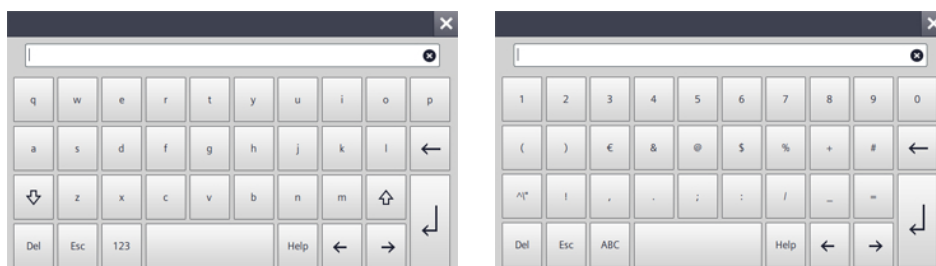 q w e r t y u i o p
a s d f g h j k l ←
z x c v b n m
Del Esc 123 Help ← →
1 2 3 4 5 6 7 8 9 0
( ) € & @ $ % + # ←
^\" ! , . ; : / _ =
Del Esc ABC Help ← →